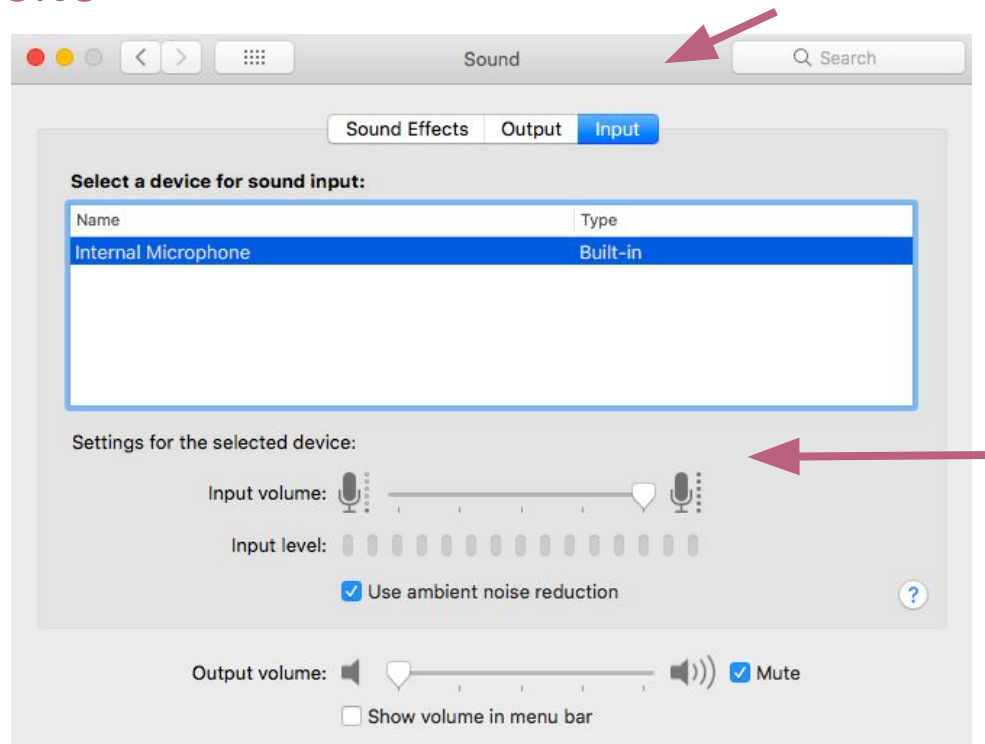 Sound
Search
Sound Effects Output Input
Select a device for sound input:
Name Type
Internal Microphone Built-in
Settings for the selected device:
Input volume:
Input level:
Use ambient noise reduction
?
Output volume: Mute
Show volume in menu bar